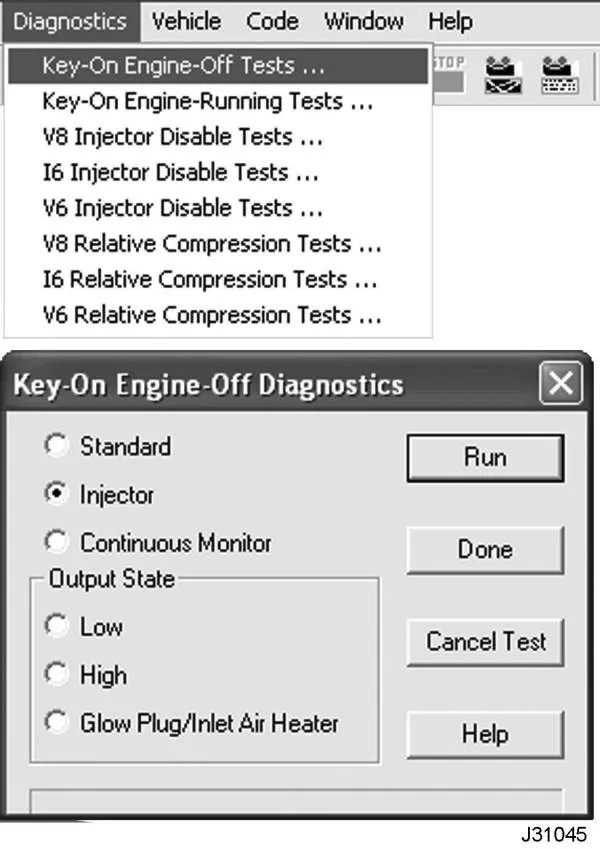 Diagnostics Vehicle Code Window Help
Key-On Engine-Off Tests ...
STOP
Key-On Engine-Running Tests ...
V8 Injector Disable Tests ...
I6 Injector Disable Tests ...
V6 Injector Disable Tests ...
V8 Relative Compression Tests ...
I6 Relative Compression Tests ...
V6 Relative Compression Tests ...
Key-On Engine-Off Diagnostics
Standard
Run
Injector
Continuous Monitor
Done
Output State
Low
Cancel Test
High
Glow Plug/Inlet Air Heater
Help
J31045